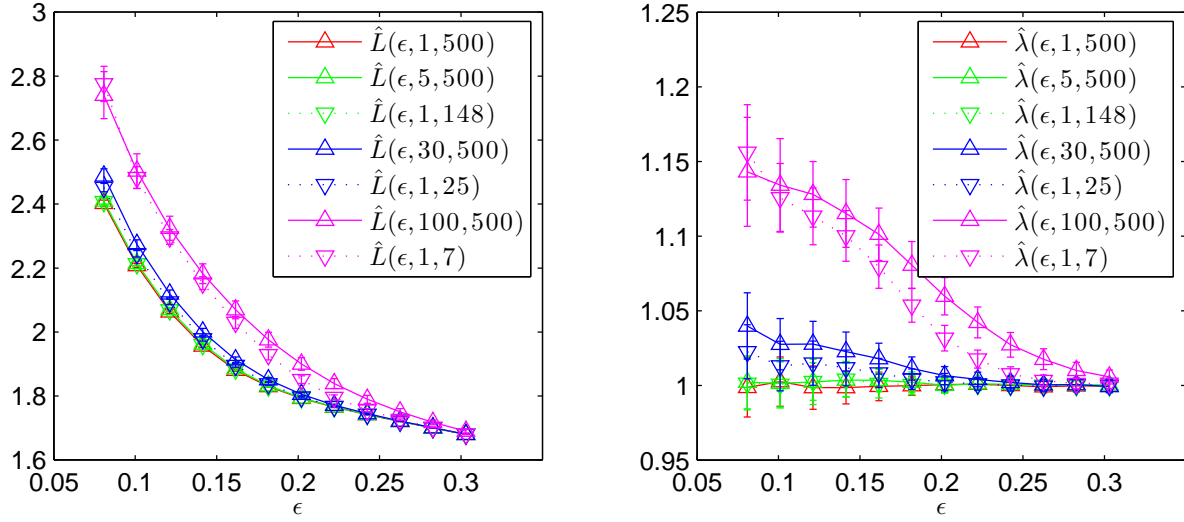 3
2.8
2.6
2.4
2.2
2
1.8
1.6
0.05 0.1 0.15 0.2 0.25 0.3
ϵ
L̂(ϵ, 1, 500)
L̂(ϵ, 5, 500)
L̂(ϵ, 1, 148)
L̂(ϵ, 30, 500)
L̂(ϵ, 1, 25)
L̂(ϵ, 100, 500)
L̂(ϵ, 1, 7)
1.25
1.2
1.15
1.1
1.05
1
0.95
0.05 0.1 0.15 0.2 0.25 0.3
ϵ
λ̂(ϵ, 1, 500)
λ̂(ϵ, 5, 500)
λ̂(ϵ, 1, 148)
λ̂(ϵ, 30, 500)
λ̂(ϵ, 1, 25)
λ̂(ϵ, 100, 500)
λ̂(ϵ, 1, 7)